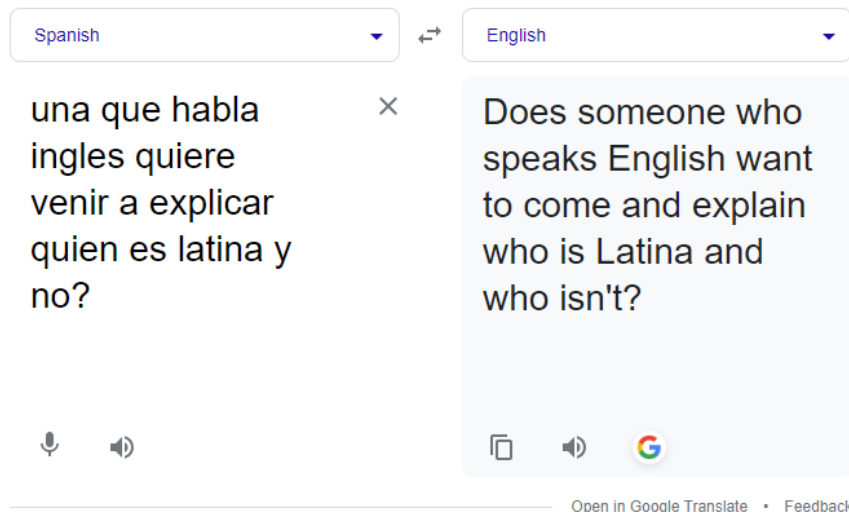 Spanish
English
una que habla
ingles quiere
venir a explicar
quien es latina y
no?
Does someone who
speaks English want
to come and explain
who is Latina and
who isn't?
Open in Google Translate • Feedback